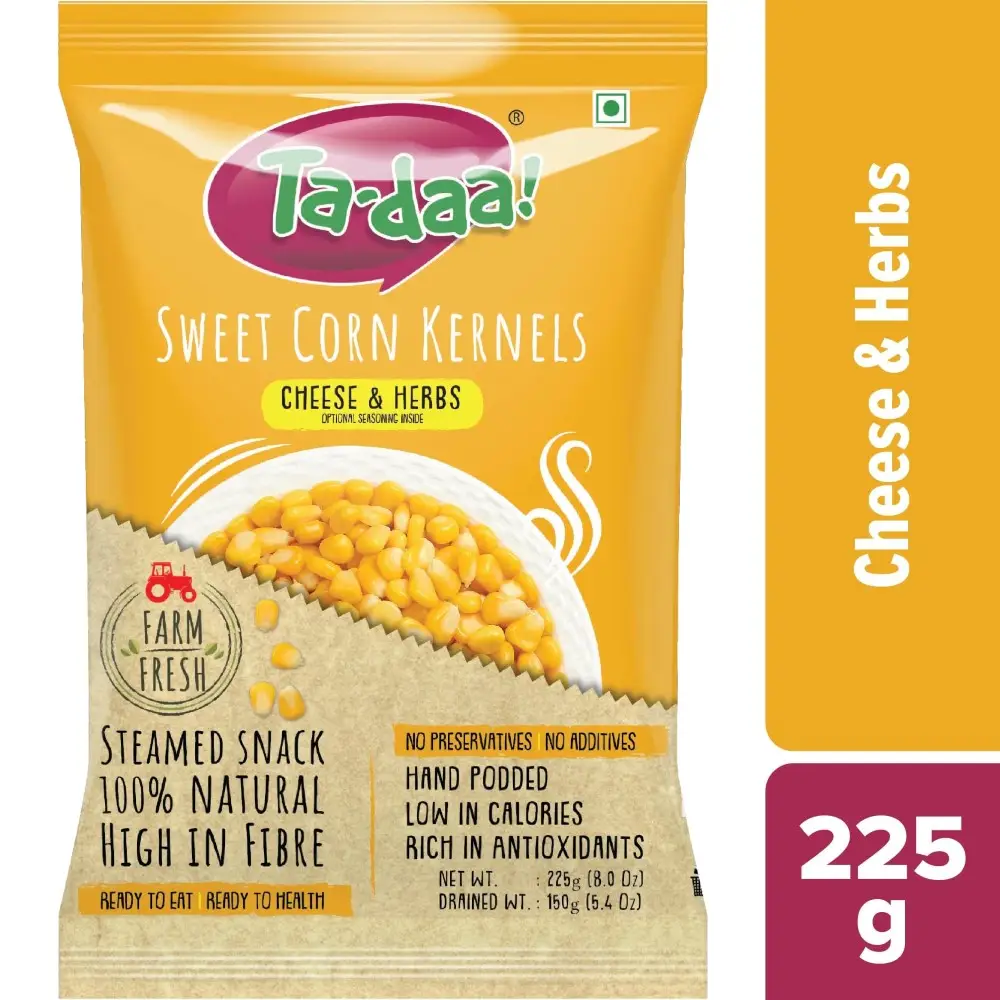 Ta-daa!
®
SWEET CORN KERNELS
CHEESE & HERBS
OPTIONAL SEASONING INSIDE
FARM
FRESH
STEAMED SNACK
100% NATURAL
HIGH IN FIBRE
READY TO EAT | READY TO HEALTH
NO PRESERVATIVES | NO ADDITIVES
HAND PODDED
LOW IN CALORIES
RICH IN ANTIOXIDANTS
NET WT. : 225g (8.0 Oz)
DRAINED WT. : 150g (5.4 Oz)
Cheese & Herbs
225
g